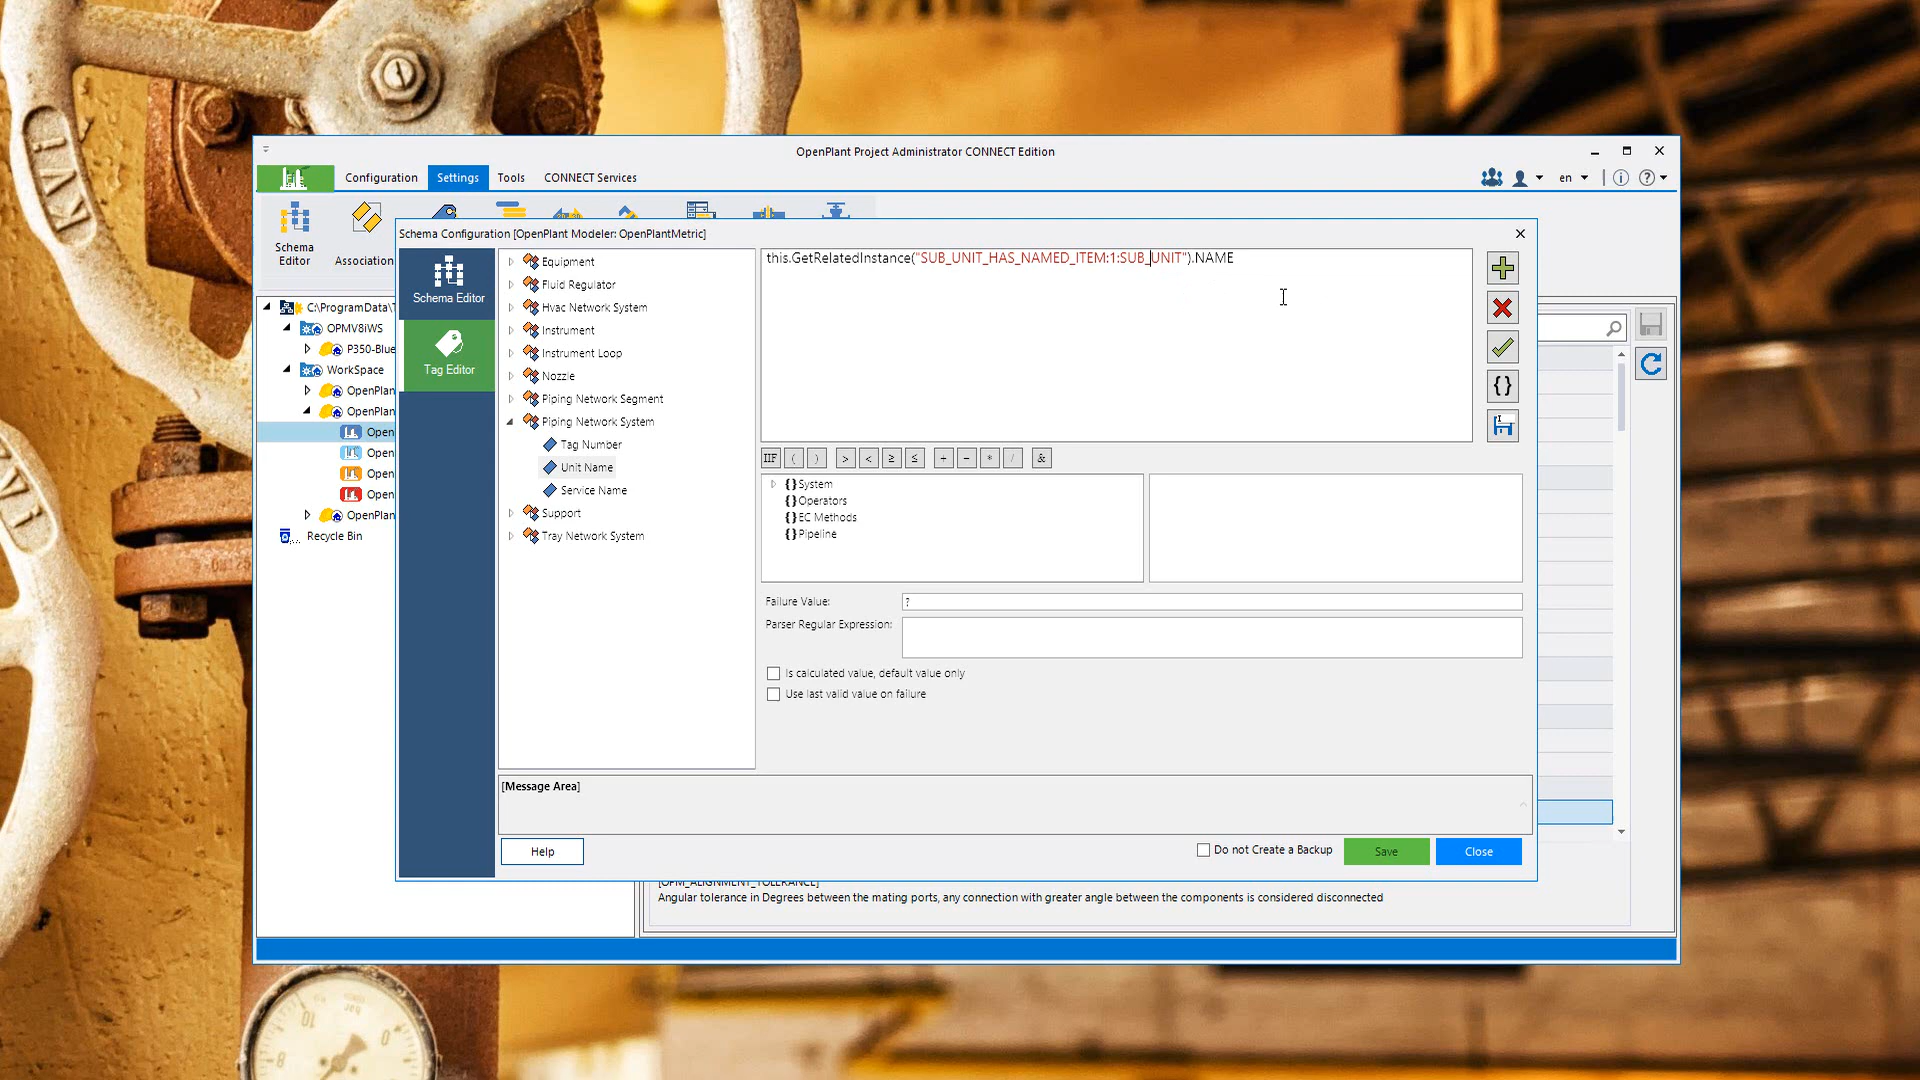 OpenPlant Project Administrator CONNECT Edition
Configuration
Settings
Tools
CONNECT Services
en
Schema
Editor
Association
Schema Configuration [OpenPlant Modeler: OpenPlantMetric]
C:\ProgramData\
OPMV8iWS
P350-Blue
WorkSpace
OpenPlan
OpenPlan
Open
Open
Open
Open
OpenPlan
Recycle Bin
Schema Editor
Tag Editor
Equipment
Fluid Regulator
Hvac Network System
Instrument
Instrument Loop
Nozzle
Piping Network Segment
Piping Network System
Tag Number
Unit Name
Service Name
Support
Tray Network System
this.GetRelatedInstance("SUB_UNIT_HAS_NAMED_ITEM:1:SUB_UNIT").NAME
{}
IIF ( ) > < ≥ ≤ + - * / &
{}System
{}Operators
{}EC Methods
{}Pipeline
Failure Value:
?
Parser Regular Expression:
Is calculated value, default value only
Use last valid value on failure
[Message Area]
Help
Do not Create a Backup
Save
Close
[OPM_ALIGNMENT_TOLERANCE]
Angular tolerance in Degrees between the mating ports, any connection with greater angle between the components is considered disconnected